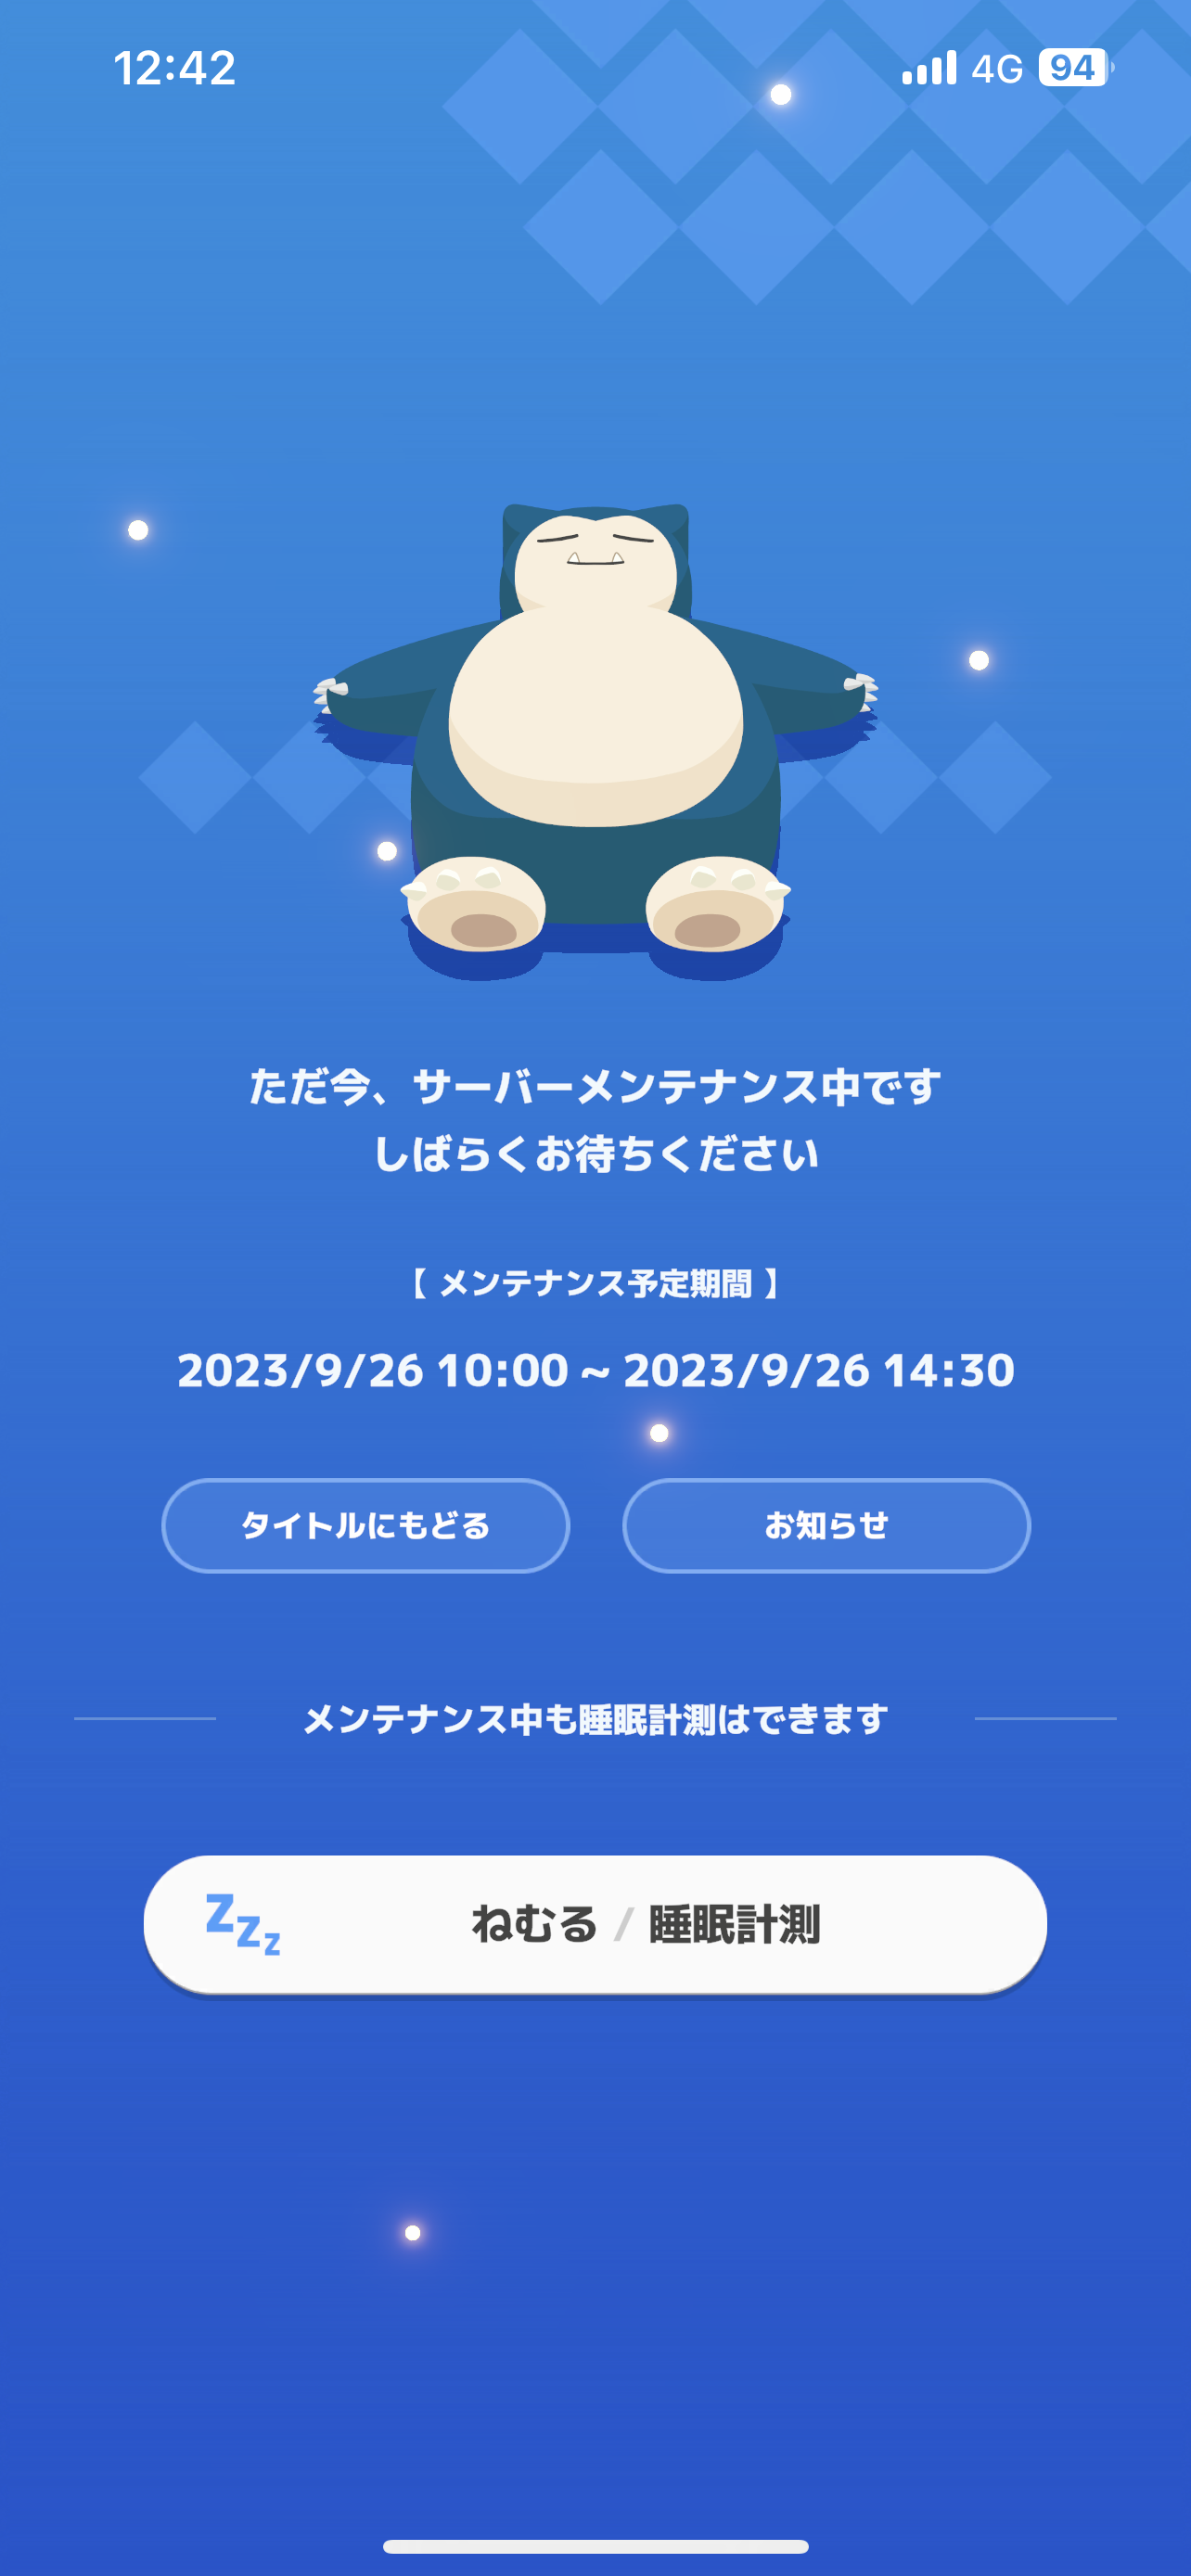 12:42 4G 94
ただ今、サーバーメンテナンス中です
しばらくお待ちください
【 メンテナンス予定期間 】
2023/9/26 10:00 ~ 2023/9/26 14:30
タイトルにもどる お知らせ
メンテナンス中も睡眠計測はできます
Z z z ねむる / 睡眠計測